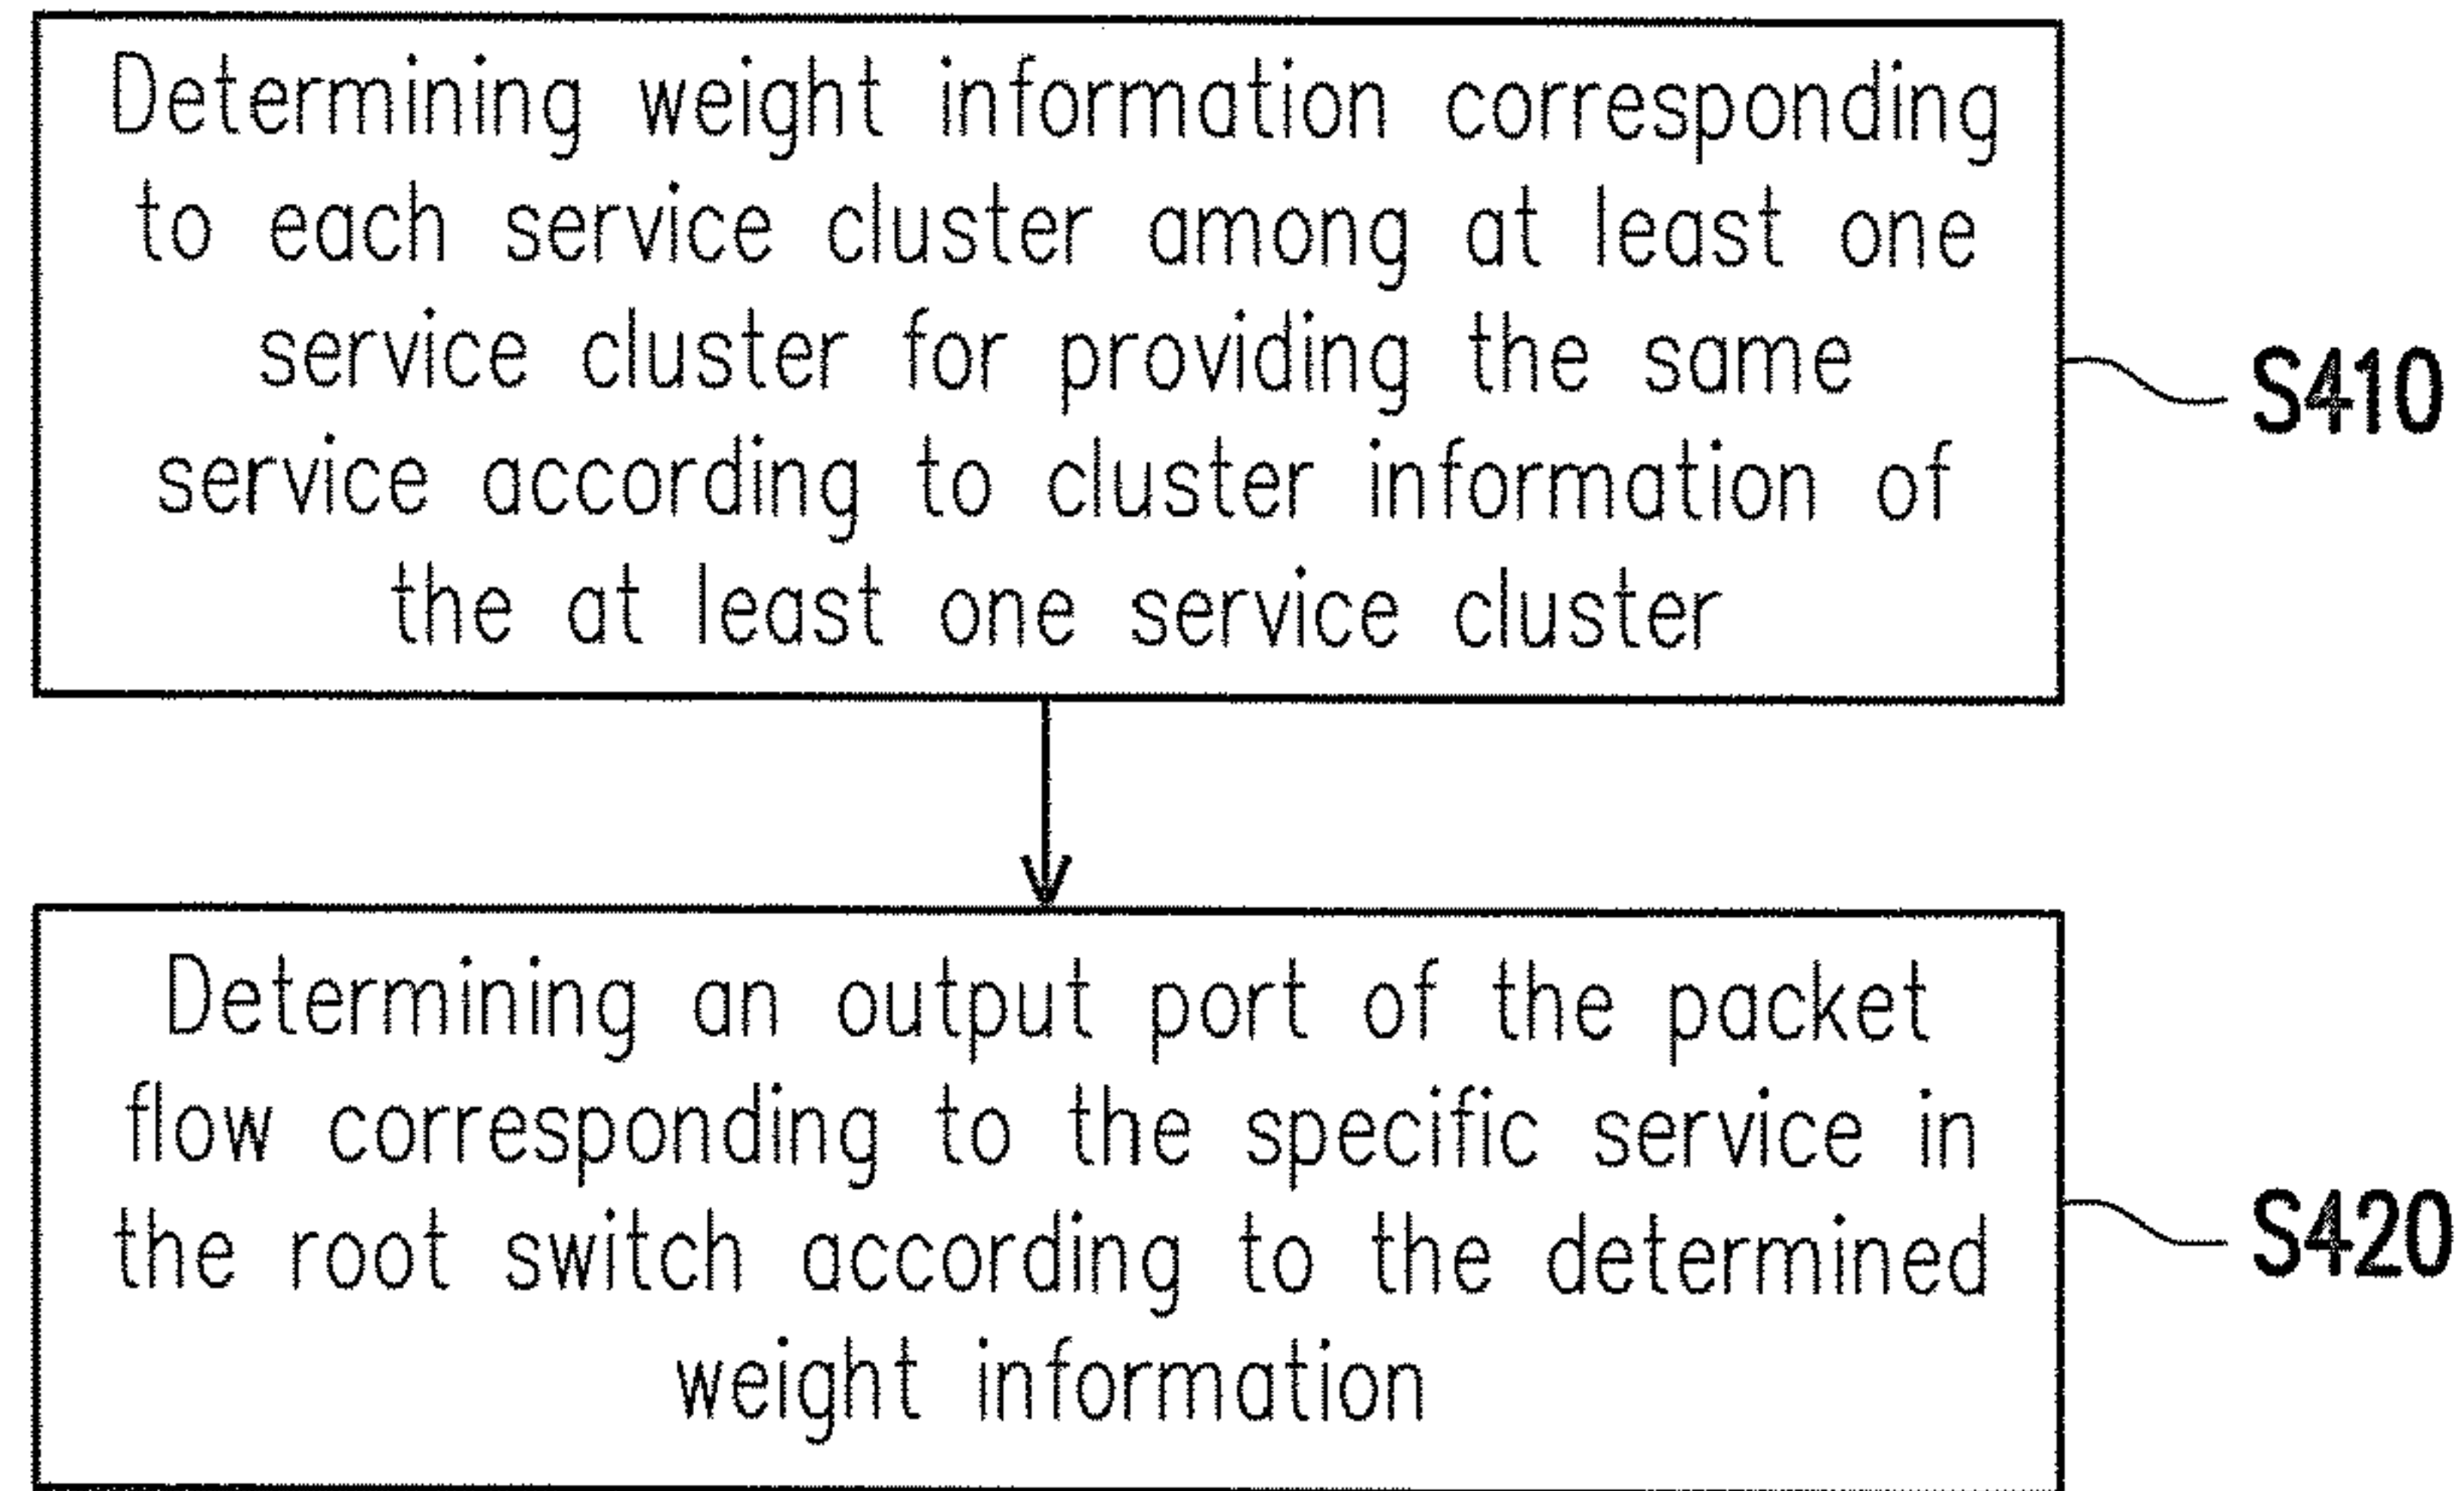 Determining weight information corresponding
to each service cluster among at least one
service cluster for providing the same
service according to cluster information of
the at least one service cluster
S410
Determining an output port of the packet
flow corresponding to the specific service in
the root switch according to the determined
weight information
S420